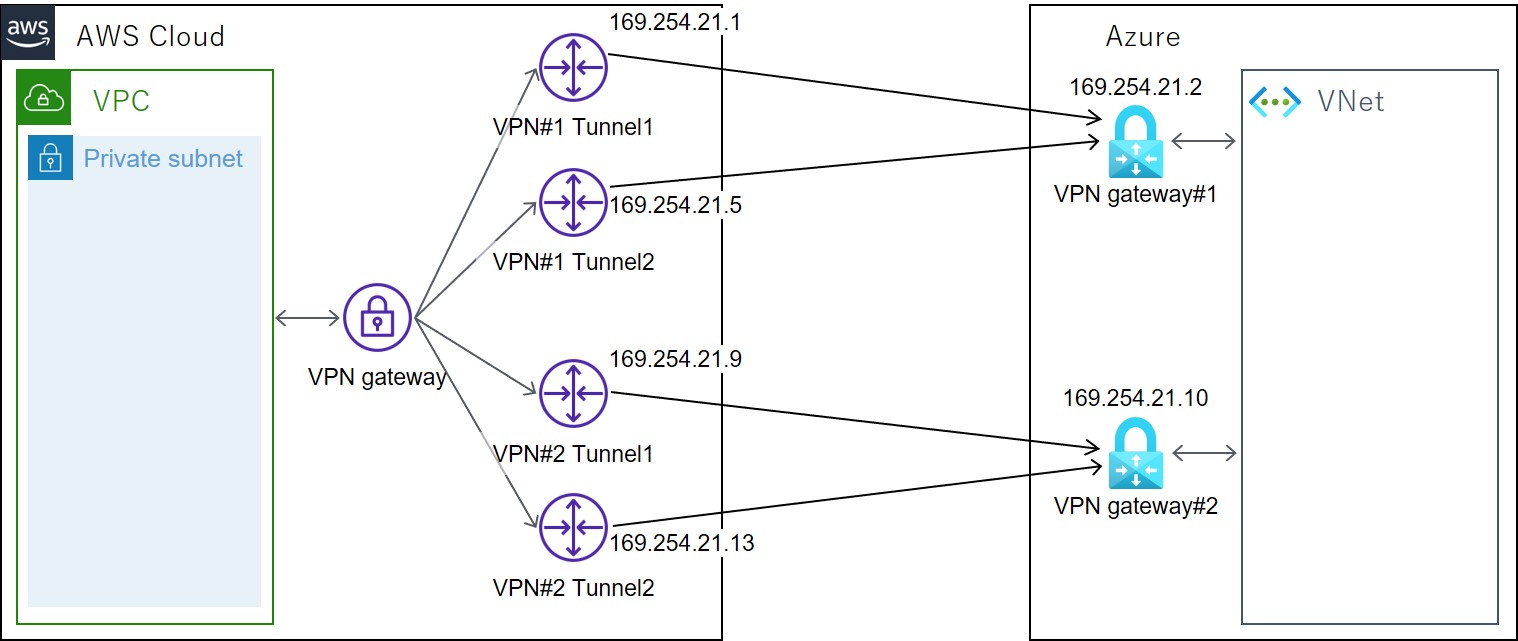 aws
AWS Cloud
VPC
Private subnet
VPN gateway
169.254.21.1
VPN#1 Tunnel1
169.254.21.5
VPN#1 Tunnel2
169.254.21.9
VPN#2 Tunnel1
169.254.21.13
VPN#2 Tunnel2
Azure
169.254.21.2
VPN gateway#1
169.254.21.10
VPN gateway#2
VNet